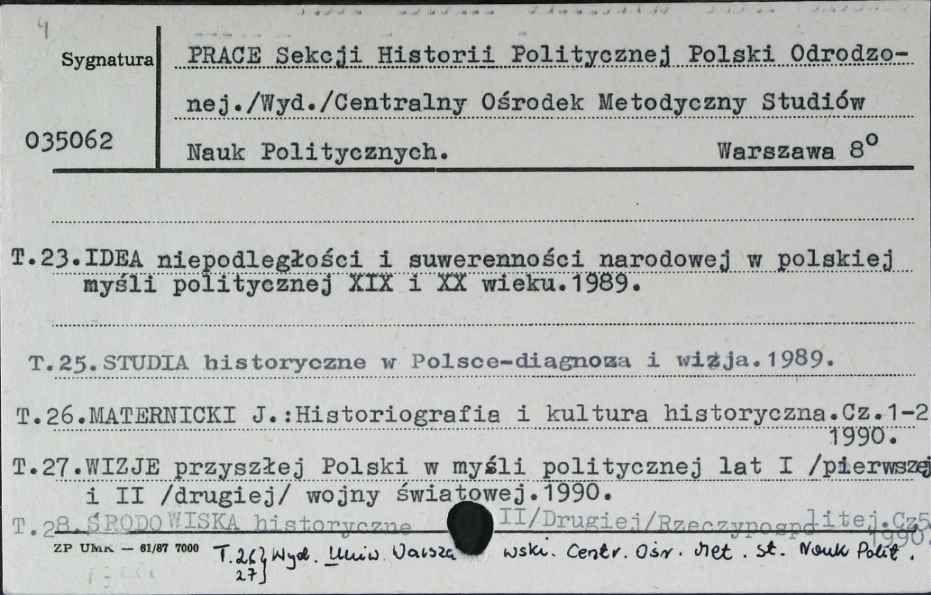 4
Sygnatura
PRACE Sekcji Historii Politycznej Polski Odrodzo-
nej./Wyd./Centralny Ośrodek Metodyczny Studiów
035062
Nauk Politycznych. Warszawa 8°
T.23.IDEA niepodległości i suwerenności narodowej w polskiej
myśli politycznej XIX i XX wieku.1989.
T.25.STUDIA historyczne w Polsce-diagnoza i wizja.1989.
T.26.MATERNICKI J.:Historiografia i kultura historyczna.Cz.1-2
1990.
T.27.WIZJE przyszłej Polski w myśli politycznej lat I /pierwszej
i II /drugiej/ wojny światowej.1990.
T.28.ŚRODOWISKA historyczne II/Drugiej/Rzeczypospolitej.Cz5
1990.
ZP UMK — 61/87 7000
T.26} Wyd. Uniw. Warszawski. Centr. Ośr. Met. St. Nauk Polit.
27}